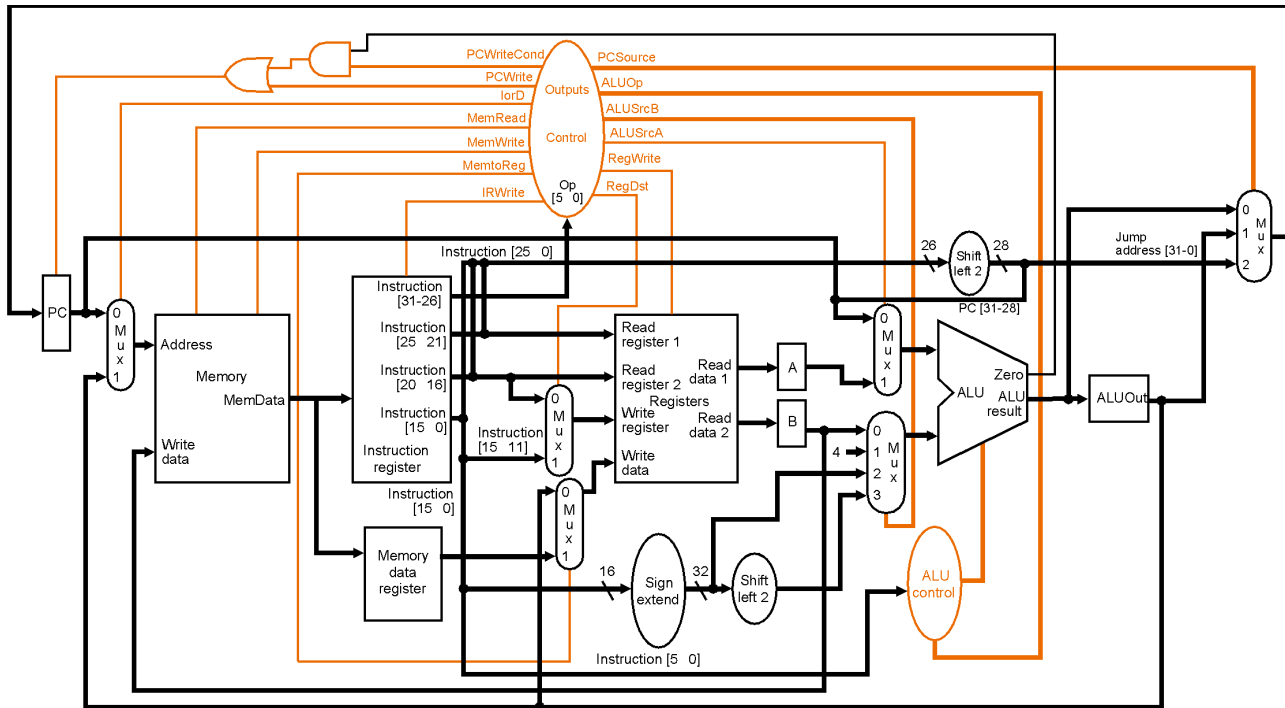 PCWriteCond
PCWrite
IorD
MemRead
MemWrite
MemtoReg
IRWrite
Outputs
Control
Op
[5 0]
PCSource
ALUOp
ALUSrcB
ALUSrcA
RegWrite
RegDst
Instruction [25 0]
26
Shift
left 2
28
Jump
address [31-0]
PC [31-28]
0
1
2
M
u
x
PC
0
M
u
x
1
Address
Memory
MemData
Write
data
Instruction
[31-26]
Instruction
[25 21]
Instruction
[20 16]
Instruction
[15 0]
Instruction
register
Instruction
[15 11]
Instruction
[15 0]
0
M
u
x
1
Read
register 1
Read
register 2
Registers
Write
register
Write
data
Read
data 1
Read
data 2
A
B
4
0
M
u
x
1
0
1
2
3
M
u
x
Zero
ALU
ALU
result
ALUOut
0
M
u
x
1
Memory
data
register
16
Sign
extend
32
Shift
left 2
ALU
control
Instruction [5 0]